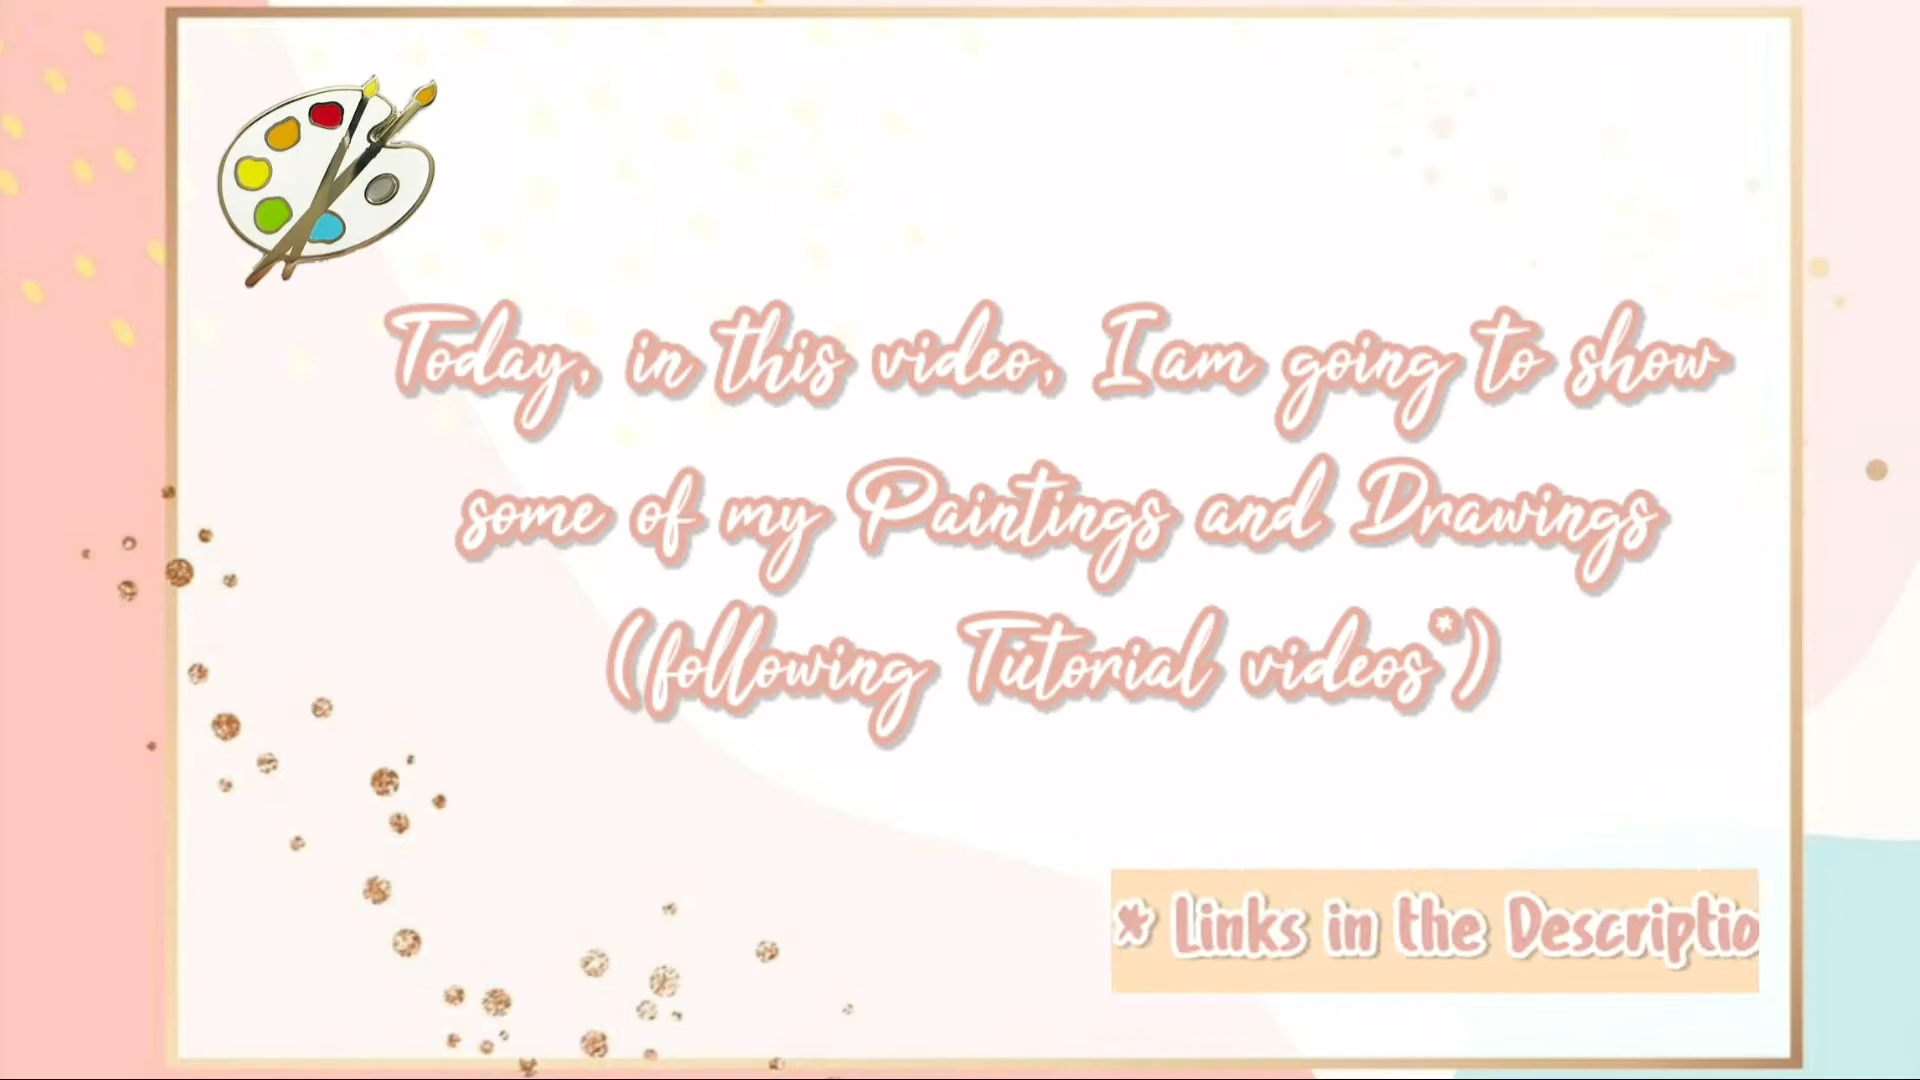 Today, in this video, I am going to show
some of my Paintings and Drawings
(following Tutorial videos*)
* Links in the Descriptio